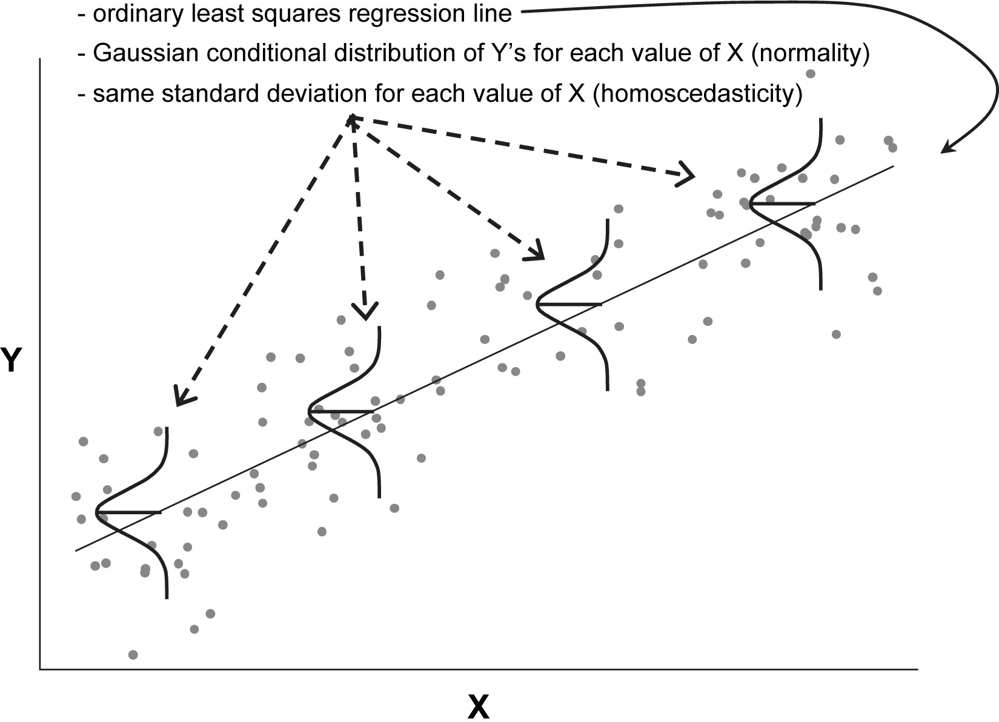 - ordinary least squares regression line
- Gaussian conditional distribution of Y’s for each value of X (normality)
- same standard deviation for each value of X (homoscedasticity)
Y
X